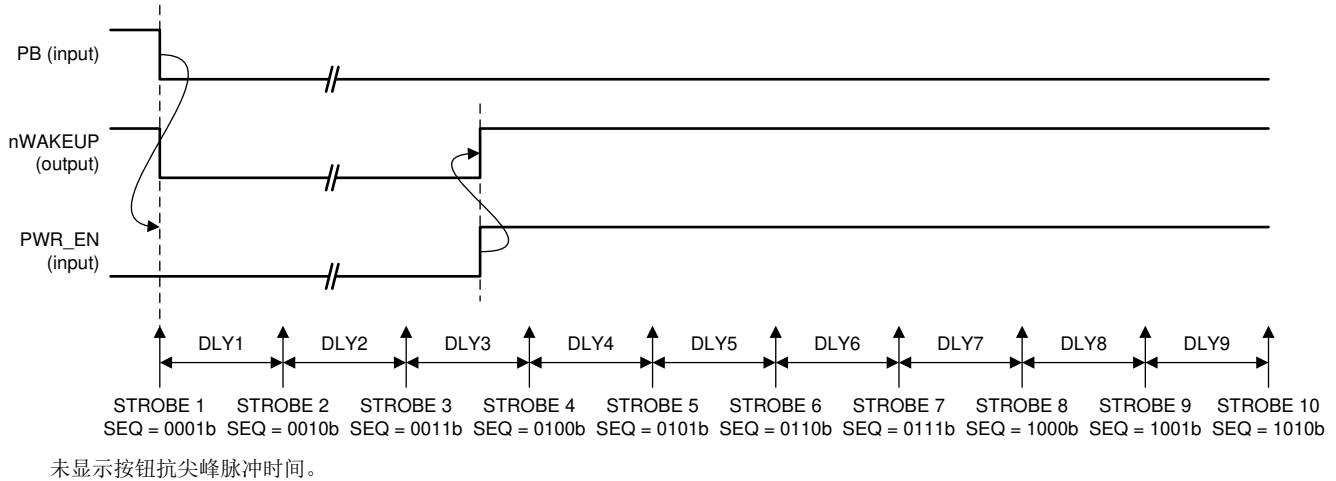 PB (input)
nWAKEUP
(output)
PWR_EN
(input)
DLY1 DLY2 DLY3 DLY4 DLY5 DLY6 DLY7 DLY8 DLY9
STROBE 1 STROBE 2 STROBE 3 STROBE 4 STROBE 5 STROBE 6 STROBE 7 STROBE 8 STROBE 9 STROBE 10
SEQ = 0001b SEQ = 0010b SEQ = 0011b SEQ = 0100b SEQ = 0101b SEQ = 0110b SEQ = 0111b SEQ = 1000b SEQ = 1001b SEQ = 1010b
未显示按钮抗尖峰脉冲时间。